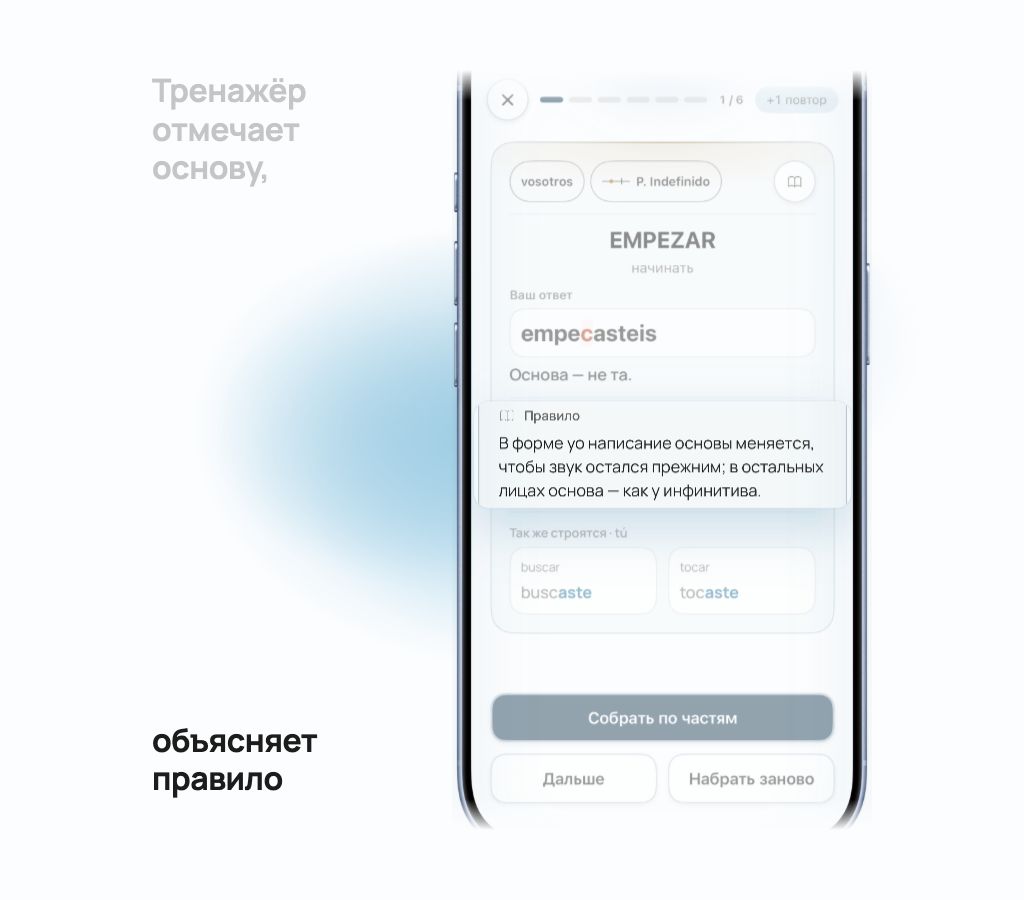 Тренажёр
отмечает
основу,
1 / 6
+1 повтор
vosotros
P. Indefinido
EMPEZAR
начинать
Ваш ответ
empecasteis
Основа — не та.
Правило
В форме yo написание основы меняется,
чтобы звук остался прежним; в остальных
лицах основа — как у инфинитива.
Так же строятся · tú
buscar
tocar
buscaste
tocaste
объясняет
правило
Собрать по частям
Дальше
Набрать заново